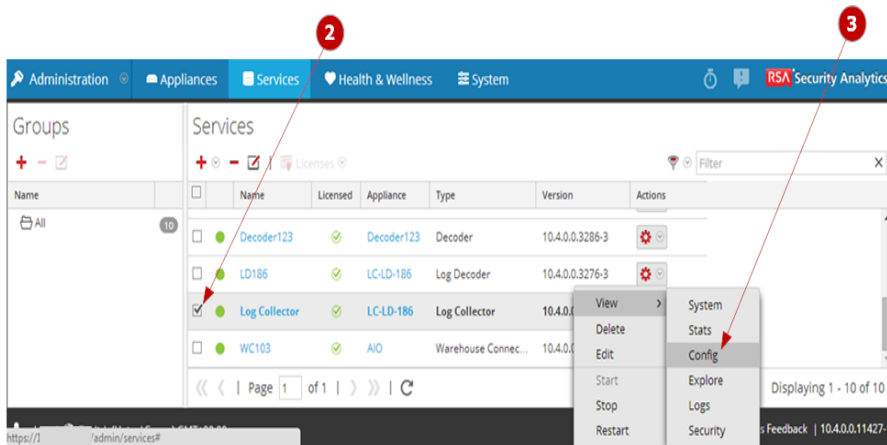 2
3
Administration Appliances Services Health & Wellness System RSA Security Analytics
Groups
Services
Licenses
Filter X
Name
Name Licensed Appliance Type Version Actions
All 10
Decoder123 Decoder123 Decoder 10.4.0.0.3286-3
LD186 LC-LD-186 Log Decoder 10.4.0.0.3276-3
Log Collector LC-LD-186 Log Collector 10.4.0
WC103 AIO Warehouse Connec... 10.4.0.0
View
Delete
Edit
Start
Stop
Restart
System
Stats
Config
Explore
Logs
Security
Page 1 of 1
Displaying 1 - 10 of 10
https://1
/admin/services#
s Feedback | 10.4.0.0.11427-